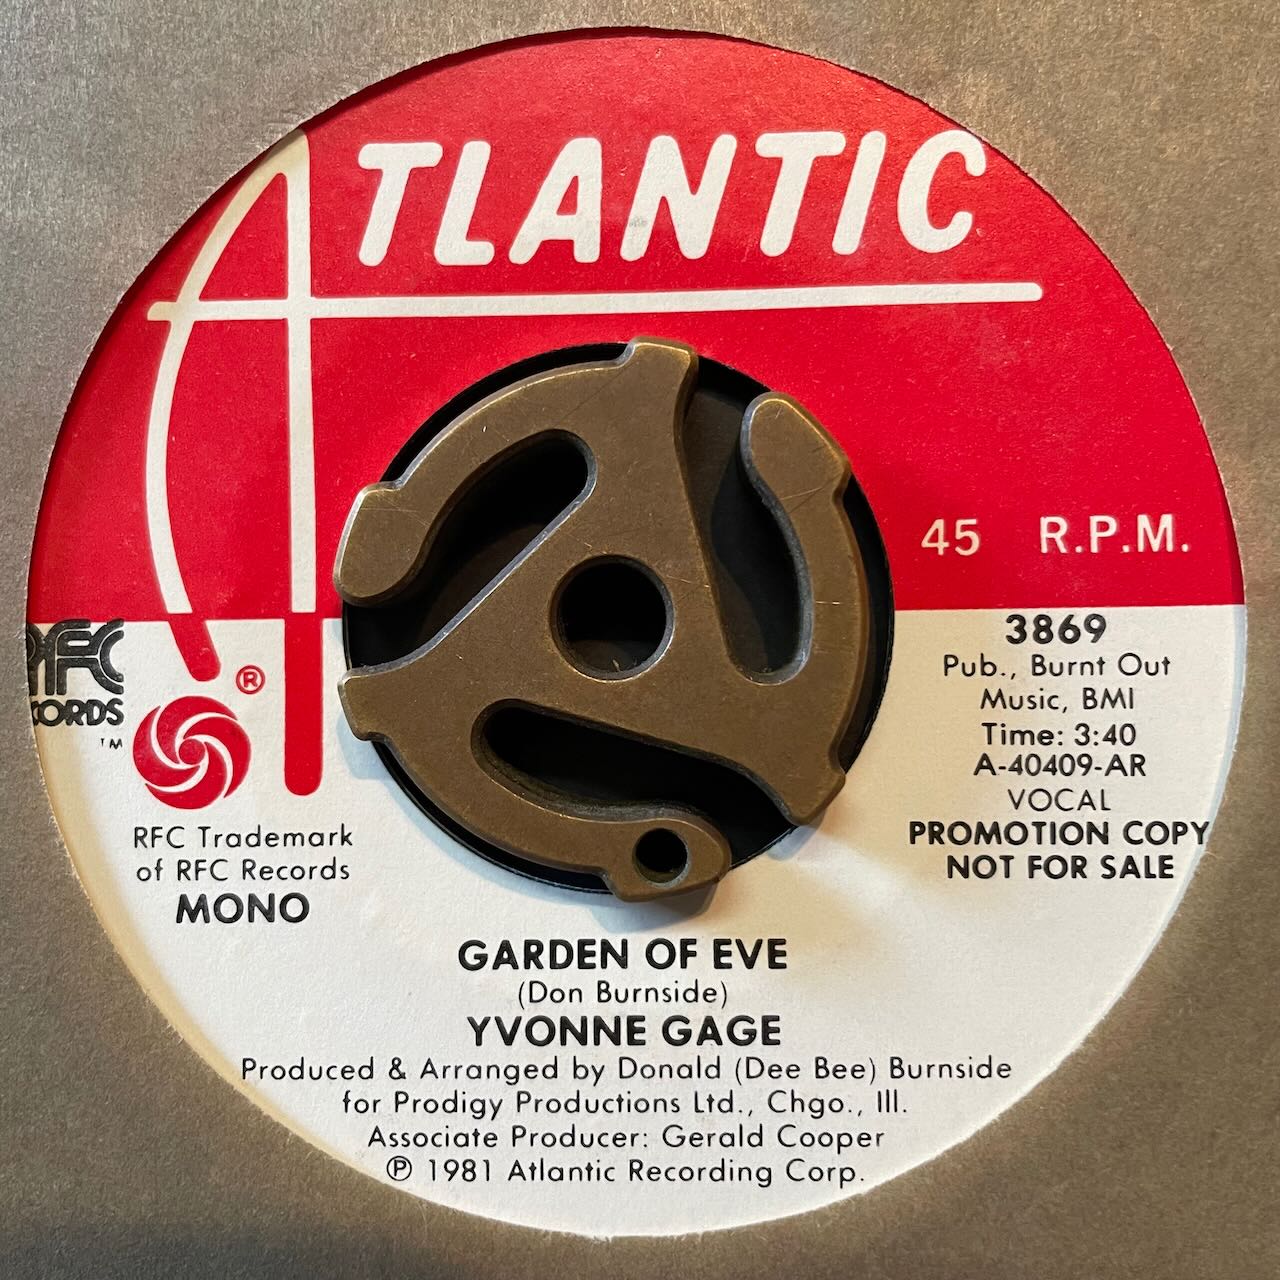 ATLANTIC
45 R.P.M.
RFC
RECORDS
TM
®
3869
Pub., Burnt Out
Music, BMI
Time: 3:40
A-40409-AR
VOCAL
PROMOTION COPY
NOT FOR SALE
RFC Trademark
of RFC Records
MONO
GARDEN OF EVE
(Don Burnside)
YVONNE GAGE
Produced & Arranged by Donald (Dee Bee) Burnside
for Prodigy Productions Ltd., Chgo., Ill.
Associate Producer: Gerald Cooper
℗ 1981 Atlantic Recording Corp.